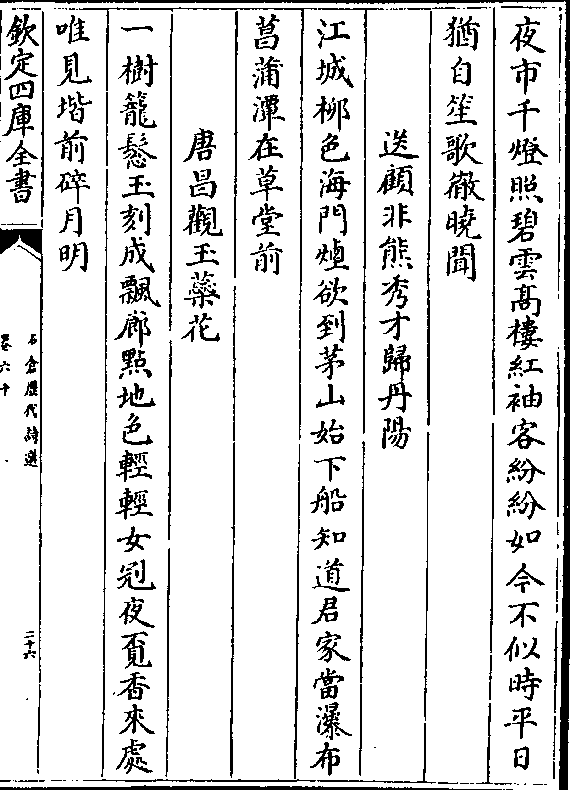 夜市千燈照碧雲髙樓紅袖客紛紛如今不似時平日
猶自笙歌徹曉聞
送顧非熊秀才歸丹陽
江城柳色海門煙欲到茅山始下船知道君家當瀑布
菖蒲潭在草堂前
唐昌觀玉蘂花
一樹籠鬆玉刻成飄廊點地色輕輕女冠夜覓香來處
唯見堦前碎月明
欽定四庫全書
石倉歷代詩選
卷六十
二十六